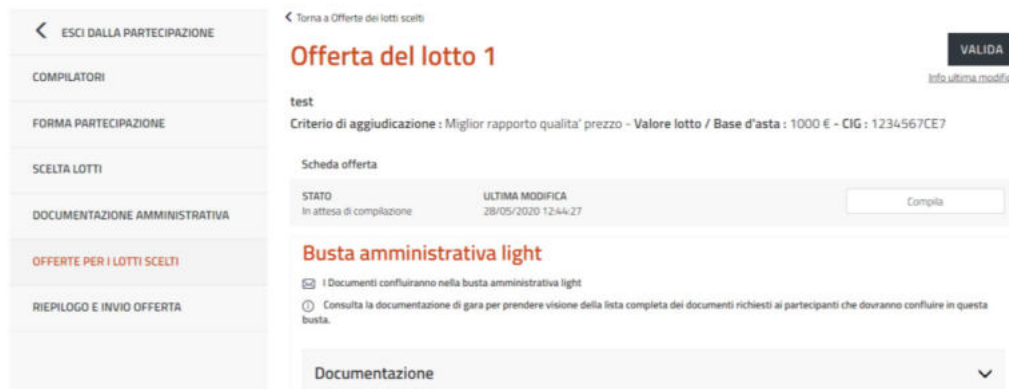 ESCI DALLA PARTECIPAZIONE
COMPILATORI
FORMA PARTECIPAZIONE
SCELTA LOTTI
DOCUMENTAZIONE AMMINISTRATIVA
OFFERTE PER I LOTTI SCELTI
RIEPILOGO E INVIO OFFERTA
Torna a Offerte dei lotti scelti
Offerta del lotto 1
VALIDA
Info ultima modific
test
Criterio di aggiudicazione : Miglior rapporto qualita' prezzo - Valore lotto / Base d'asta : 1000 € - CIG : 1234567CE7
Scheda offerta
STATO ULTIMA MODIFICA
In attesa di compilazione 28/05/2020 12:44:27 Compila
Busta amministrativa light
I Documenti confluiranno nella busta amministrativa light
Consulta la documentazione di gara per prendere visione della lista completa dei documenti richiesti ai partecipanti che dovranno confluire in questa
busta.
Documentazione